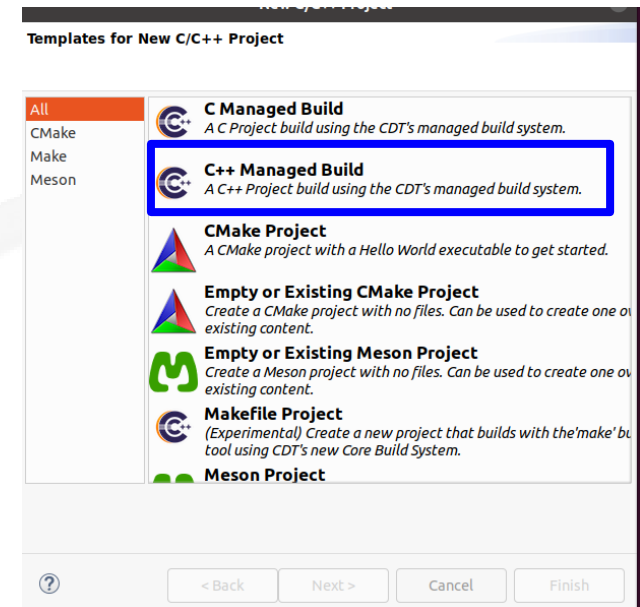 New C/C++ Project
Templates for New C/C++ Project
All
CMake
Make
Meson
C Managed Build
A C Project build using the CDT's managed build system.
C++ Managed Build
A C++ Project build using the CDT's managed build system.
CMake Project
A CMake project with a Hello World executable to get started.
Empty or Existing CMake Project
Create a CMake project with no files. Can be used to create one
existing content.
Empty or Existing Meson Project
Create a Meson project with no files. Can be used to create one
existing content.
Makefile Project
(Experimental) Create a new project that builds with the'make'
tool using CDT's new Core Build System.
Meson Project
< Back
Next >
Cancel
Finish